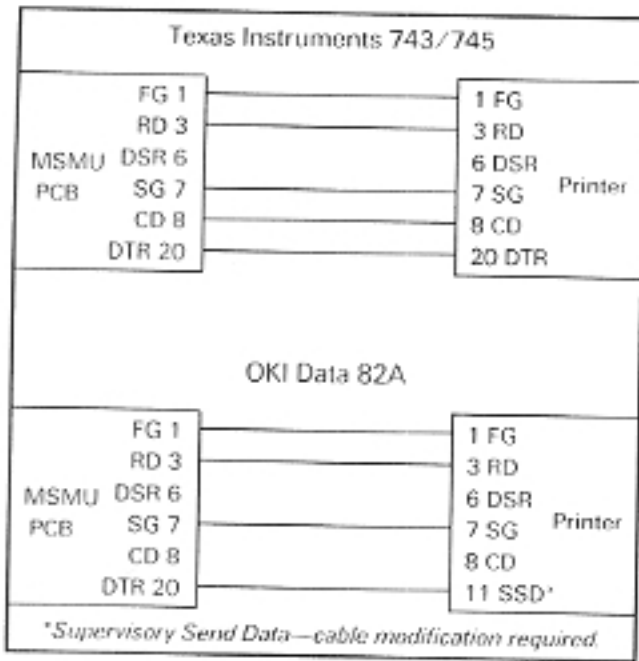 Texas Instruments 743/745
FG 1
1 FG
RD 3
3 RD
DSR 6
6 DSR
MSMU
PCB
Printer
SG 7
7 SG
CD 8
8 CD
DTR 20
20 DTR
OKI Data 82A
FG 1
1 FG
RD 3
3 RD
DSR 6
6 DSR
MSMU
PCB
Printer
SG 7
7 SG
CD 8
8 CD
DTR 20
11 SSD*
*Supervisory Send Data—cable modification required.